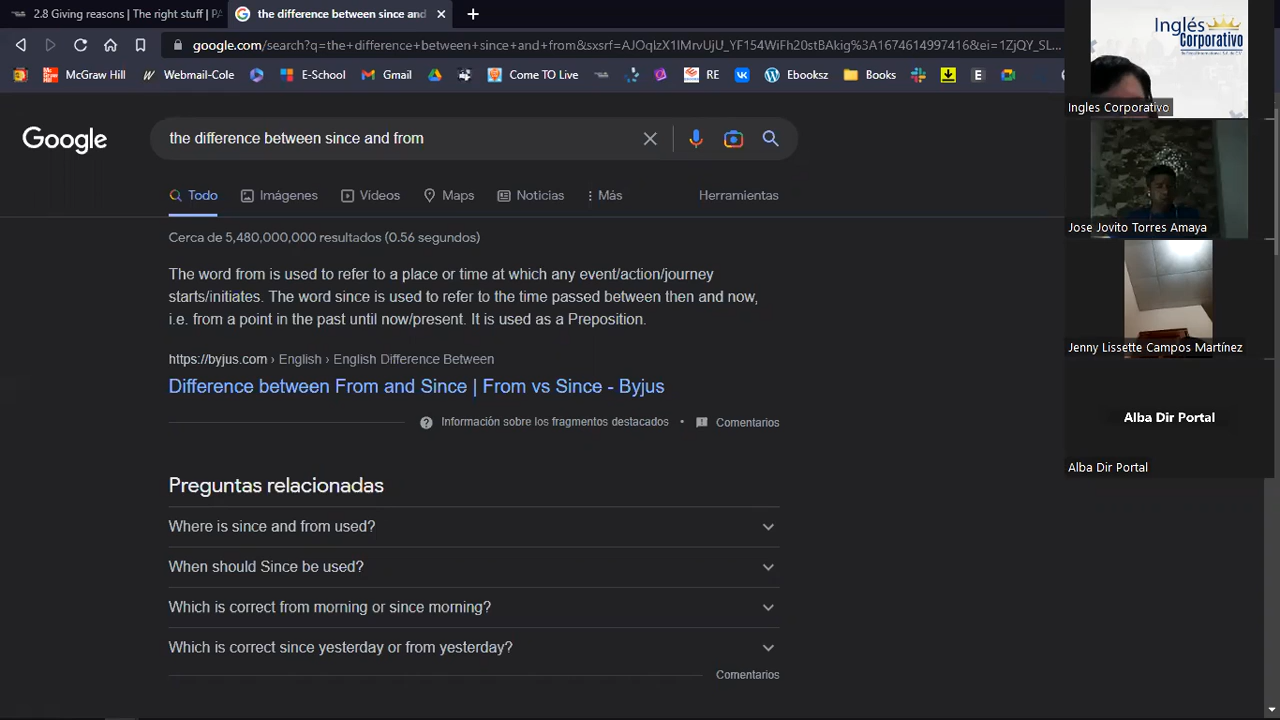 2.8 Giving reasons | The right stuff | PA
the difference between since and
google.com/search?q=the+difference+between+since+and+from&sxsrf=AJOqlzX1IMrvUjU_YF154WiFh20stBAkig%3A1674614997416&ei=1ZjQY_SL...
McGraw Hill
Webmail-Cole
E-School
Gmail
Come TO Live
RE
Ebooksz
Books
E
Google
the difference between since and from
Todo
Imágenes
Vídeos
Maps
Noticias
Más
Herramientas
Cerca de 5,480,000,000 resultados (0.56 segundos)
The word from is used to refer to a place or time at which any event/action/journey
starts/initiates. The word since is used to refer to the time passed between then and now,
i.e. from a point in the past until now/present. It is used as a Preposition.
https://byjus.com › English › English Difference Between
Difference between From and Since | From vs Since - Byjus
Información sobre los fragmentos destacados
•
Comentarios
Preguntas relacionadas
Where is since and from used?
When should Since be used?
Which is correct from morning or since morning?
Which is correct since yesterday or from yesterday?
Comentarios
Inglés
Corporativo
Ingles Corporativo
Jose Jovito Torres Amaya
Jenny Lissette Campos Martínez
Alba Dir Portal
Alba Dir Portal